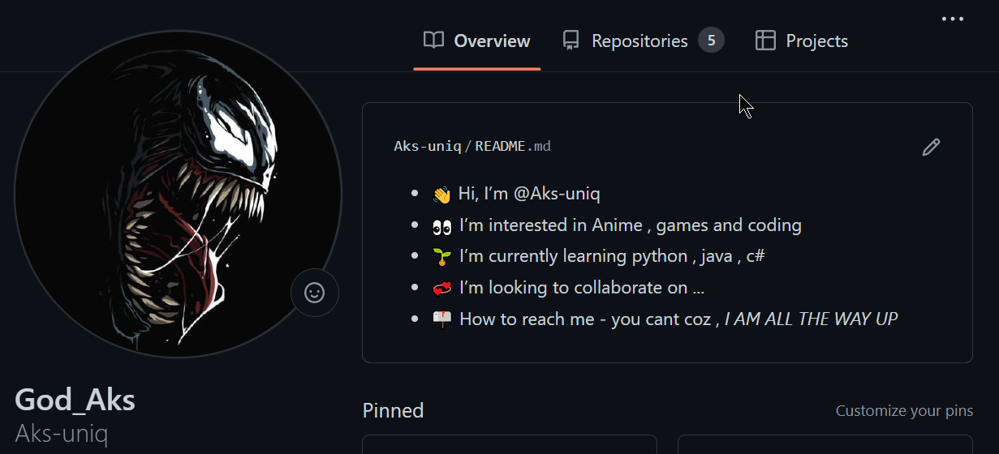 Overview Repositories 5 Projects
Aks-uniq/README.md
👋 Hi, I’m @Aks-uniq
👀 I’m interested in Anime , games and coding
🌱 I’m currently learning python , java , c#
💞️ I’m looking to collaborate on ...
📫 How to reach me - you cant coz , I AM ALL THE WAY UP
God_Aks
Aks-uniq
Pinned
Customize your pins